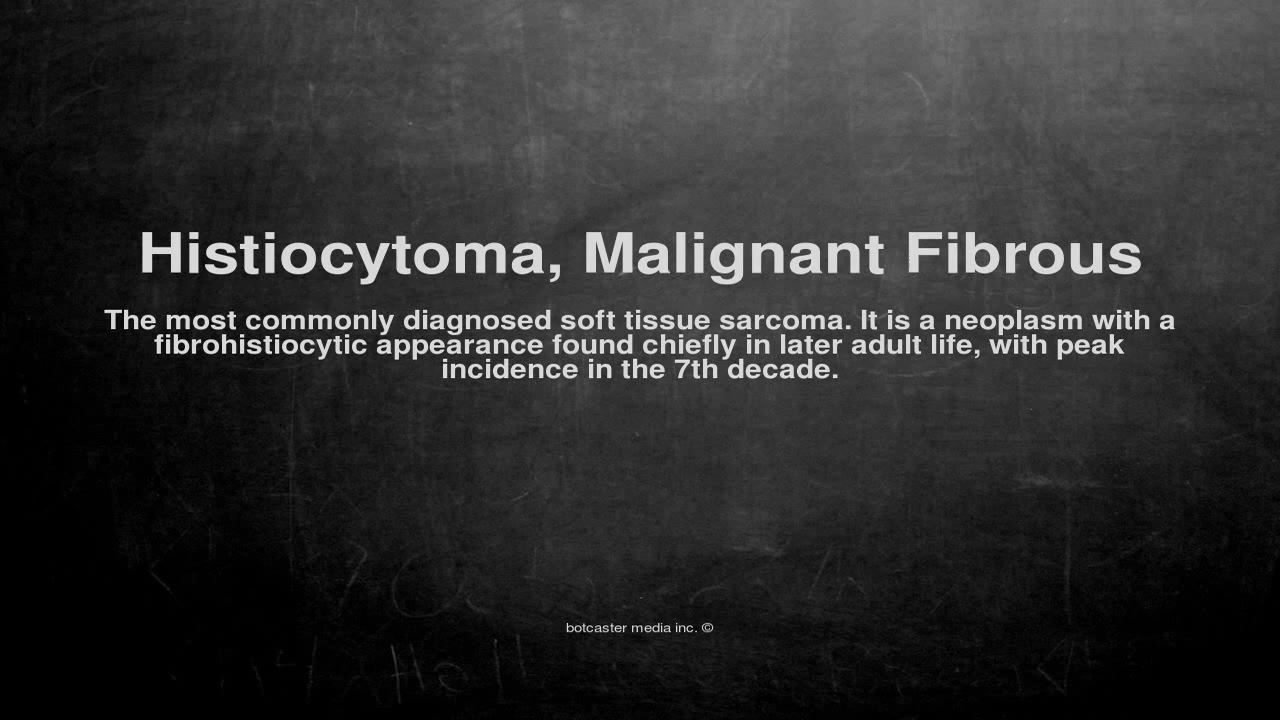 Histiocytoma, Malignant Fibrous
The most commonly diagnosed soft tissue sarcoma. It is a neoplasm with a
fibrohistiocytic appearance found chiefly in later adult life, with peak
incidence in the 7th decade.
botcaster media inc. ©